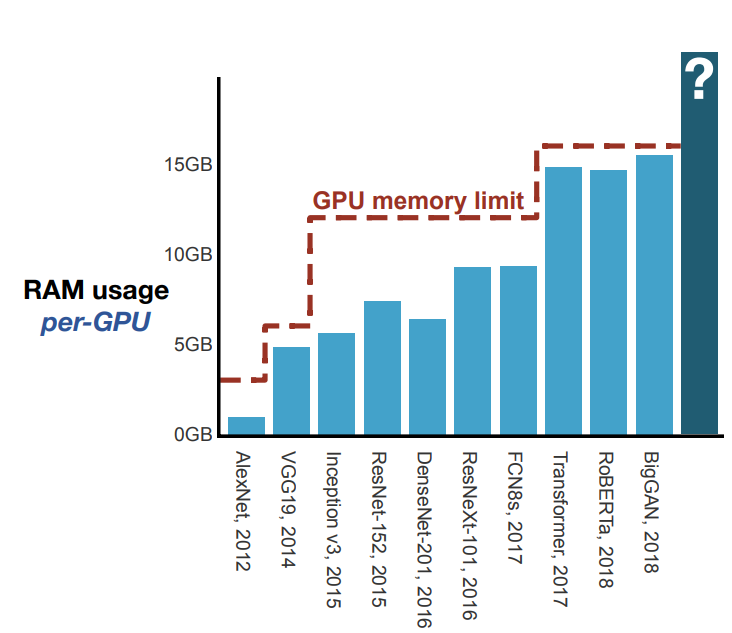 ?
15GB
GPU memory limit
10GB
RAM usage
per-GPU
5GB
0GB
AlexNet, 2012
VGG19, 2014
Inception v3, 2015
ResNet-152, 2015
DenseNet-201, 2016
ResNeXt-101, 2016
FCN8s, 2017
Transformer, 2017
RoBERTa, 2018
BigGAN, 2018